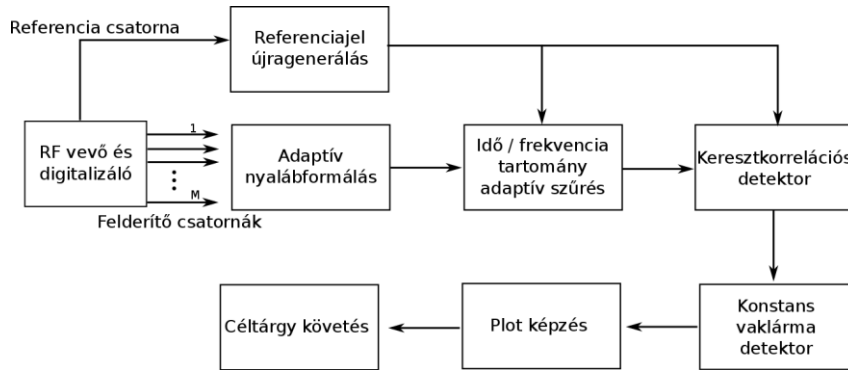 Referencia csatorna
Referenciajel
újragenerálás
RF vevő és
digitalizáló
1
M
Felderítő csatornák
Adaptív
nyalábformálás
Idő / frekvencia
tartomány
adaptív szűrés
Keresztkorrelációs
detektor
Céltárgy követés
Plot képzés
Konstans
vaklárma
detektor